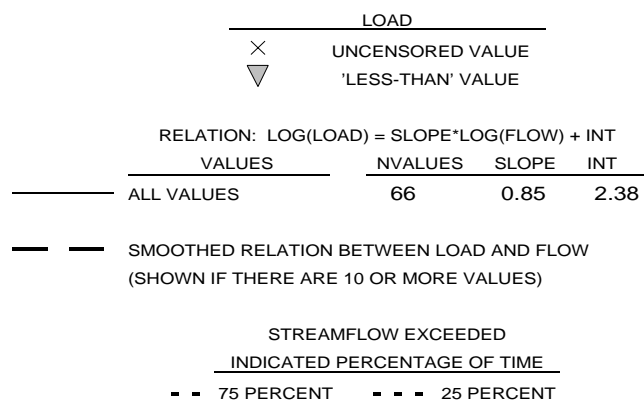 LOAD
UNCENSORED VALUE
'LESS-THAN' VALUE
RELATION: LOG(LOAD) = SLOPE*LOG(FLOW) + INT
VALUES NVALUES SLOPE INT
ALL VALUES 66 0.85 2.38
SMOOTHED RELATION BETWEEN LOAD AND FLOW
(SHOWN IF THERE ARE 10 OR MORE VALUES)
STREAMFLOW EXCEEDED
INDICATED PERCENTAGE OF TIME
75 PERCENT 25 PERCENT